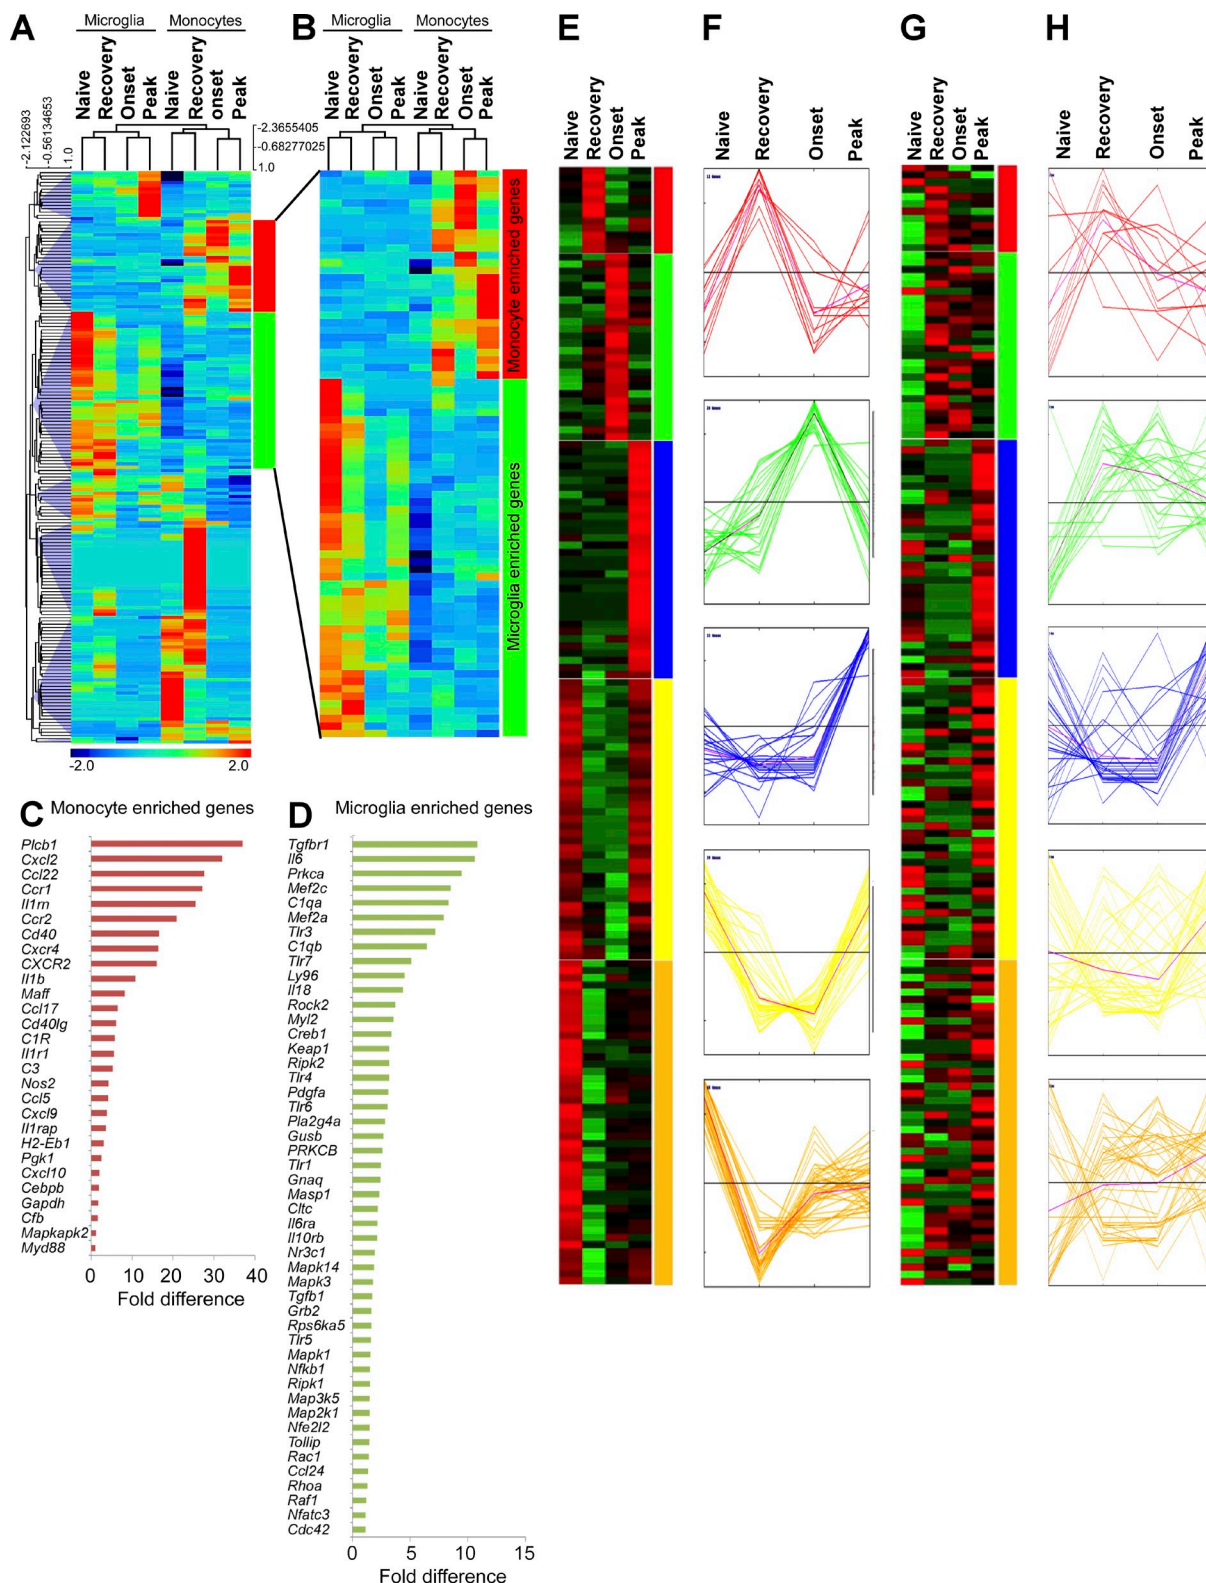 A
Microglia
Monocytes
Naive
Recovery
Onset
Peak
Naive
Recovery
onset
Peak
-2.122693
-0.56134653
1.0
-2.3655405
-0.68277025
1.0
-2.0
2.0
B
Microglia
Monocytes
Naive
Recovery
Onset
Peak
Naive
Recovery
Onset
Peak
Monocyte enriched genes
Microglia enriched genes
E
Naive
Recovery
Onset
Peak
F
Naive
Recovery
Onset
Peak
G
Naive
Recovery
Onset
Peak
H
Naive
Recovery
Onset
Peak
C
Monocyte enriched genes
Plcb1
Cxcl2
Ccl22
Ccr1
Il1rn
Ccr2
Cd40
Cxcr4
CXCR2
Il1b
Maff
Ccl17
Cd40lg
C1R
Il1r1
C3
Nos2
Ccl5
Cxcl9
Il1rap
H2-Eb1
Pgk1
Cxcl10
Cebpb
Gapdh
Cfb
Mapkapk2
Myd88
0 10 20 30 40
Fold difference
D
Microglia enriched genes
Tgfbr1
Il6
Prkca
Mef2c
C1qa
Mef2a
Tlr3
C1qb
Tlr7
Ly96
Il18
Rock2
Myl2
Creb1
Keap1
Ripk2
Tlr4
Pdgfa
Tlr6
Pla2g4a
Gusb
PRKCB
Tlr1
Gnaq
Masp1
Cltc
Il6ra
Il10rb
Nr3c1
Mapk14
Mapk3
Tgfb1
Grb2
Rps6ka5
Tlr5
Mapk1
Nfkb1
Ripk1
Map3k5
Map2k1
Nfe2l2
Tollip
Rac1
Ccl24
Rhoa
Raf1
Nfatc3
Cdc42
0 5 10 15
Fold difference